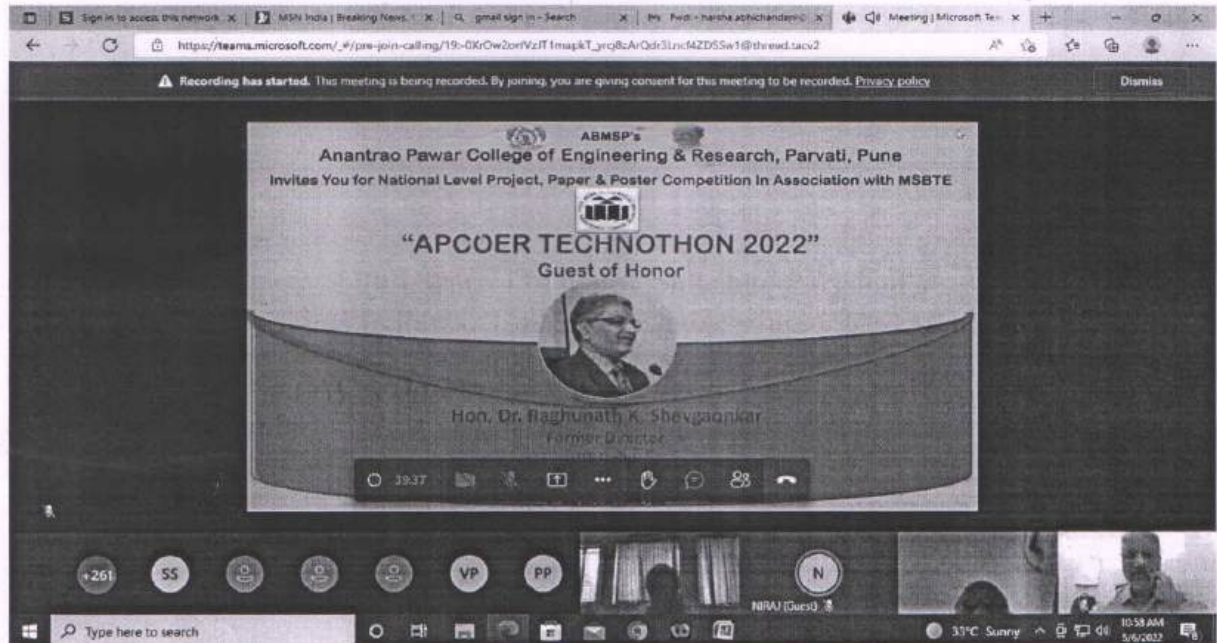 Sign in to access this network
MSN India | Breaking News,
gmail sign in - Search
Meeting | Microsoft Te
https://teams.microsoft.com/_#/pre-join-calling/
Recording has started. This meeting is being recorded. By joining, you are giving consent for this meeting to be recorded. Privacy policy
Dismiss
ABMSP's
Anantrao Pawar College of Engineering & Research, Parvati, Pune
Invites You for National Level Project, Paper & Poster Competition In Association with MSBTE
"APCOER TECHNOTHON 2022"
Guest of Honor
Hon. Dr. Raghunath K. Shevgaonkar
Former Director
39:37
+261
SS
VP
PP
N
NIRAJ (Guest)
Type here to search
33°C Sunny
10:58 AM
5/6/2022